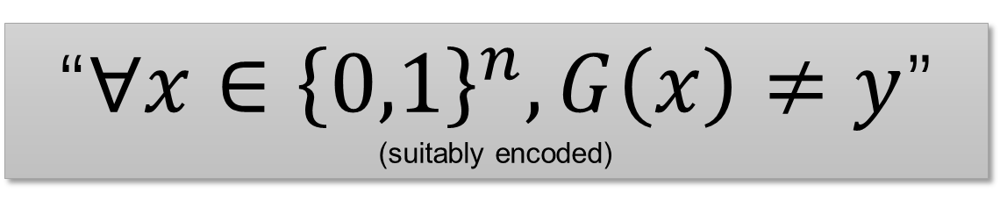 “∀𝑥 ∈ {0,1}ⁿ, 𝐺(𝑥) ≠ 𝑦”
(suitably encoded)